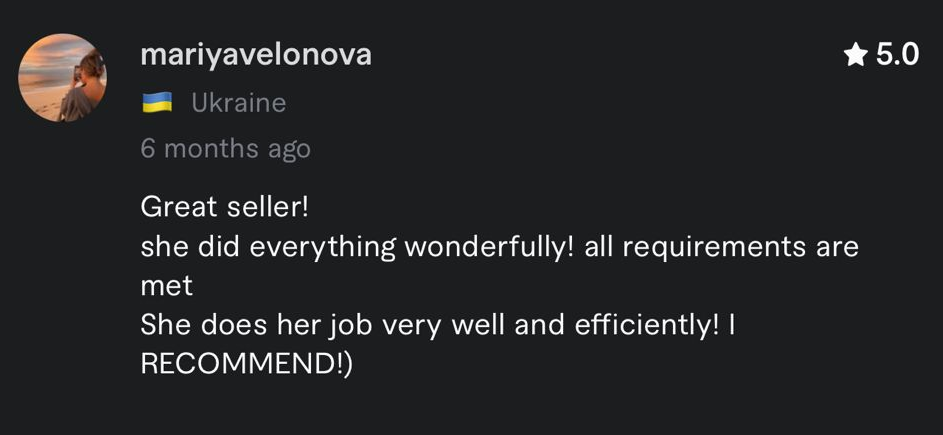 mariyavelonova
5.0
Ukraine
6 months ago
Great seller!
she did everything wonderfully! all requirements are
met
She does her job very well and efficiently! I
RECOMMEND!)